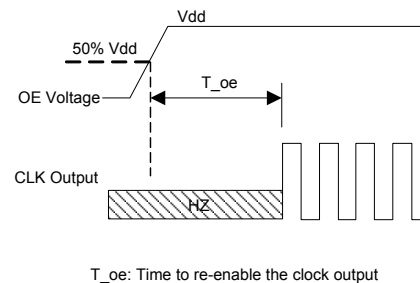 Vdd
50% Vdd
T_oe
OE Voltage
CLK Output
HZ
T_oe: Time to re-enable the clock output